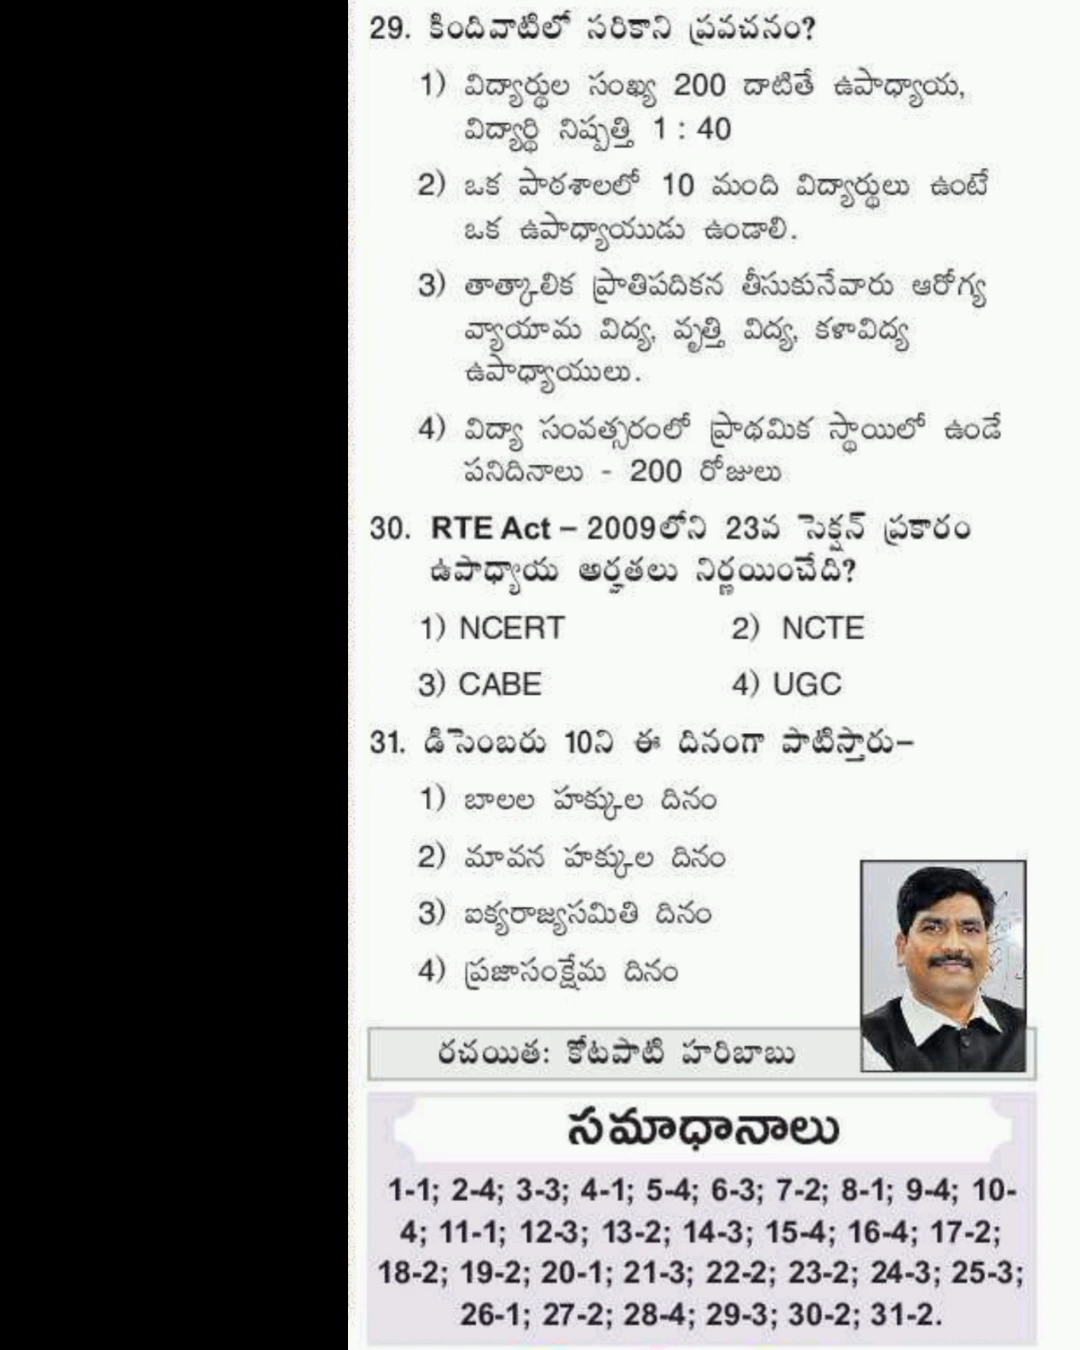 29. కిందివాటిలో సరికాని ప్రవచనం?
1) విద్యార్థుల సంఖ్య 200 దాటితే ఉపాధ్యాయ,
విద్యార్థి నిష్పత్తి 1 : 40
2) ఒక పాఠశాలలో 10 మంది విద్యార్థులు ఉంటే
ఒక ఉపాధ్యాయుడు ఉండాలి.
3) తాత్కాలిక ప్రాతిపదికన తీసుకునేవారు ఆరోగ్య
వ్యాయామ విద్య, వృత్తి విద్య, కళావిద్య
ఉపాధ్యాయులు.
4) విద్యా సంవత్సరంలో ప్రాథమిక స్థాయిలో ఉండే
పనిదినాలు - 200 రోజులు
30. RTE Act – 2009లోని 23వ సెక్షన్ ప్రకారం
ఉపాధ్యాయ అర్హతలు నిర్ణయించేది?
1) NCERT 2) NCTE
3) CABE 4) UGC
31. డిసెంబరు 10ని ఈ దినంగా పాటిస్తారు–
1) బాలల హక్కుల దినం
2) మావన హక్కుల దినం
3) ఐక్యరాజ్యసమితి దినం
4) ప్రజాసంక్షేమ దినం
రచయిత: కోటపాటి హరిబాబు
సమాధానాలు
1-1; 2-4; 3-3; 4-1; 5-4; 6-3; 7-2; 8-1; 9-4; 10-
4; 11-1; 12-3; 13-2; 14-3; 15-4; 16-4; 17-2;
18-2; 19-2; 20-1; 21-3; 22-2; 23-2; 24-3; 25-3;
26-1; 27-2; 28-4; 29-3; 30-2; 31-2.